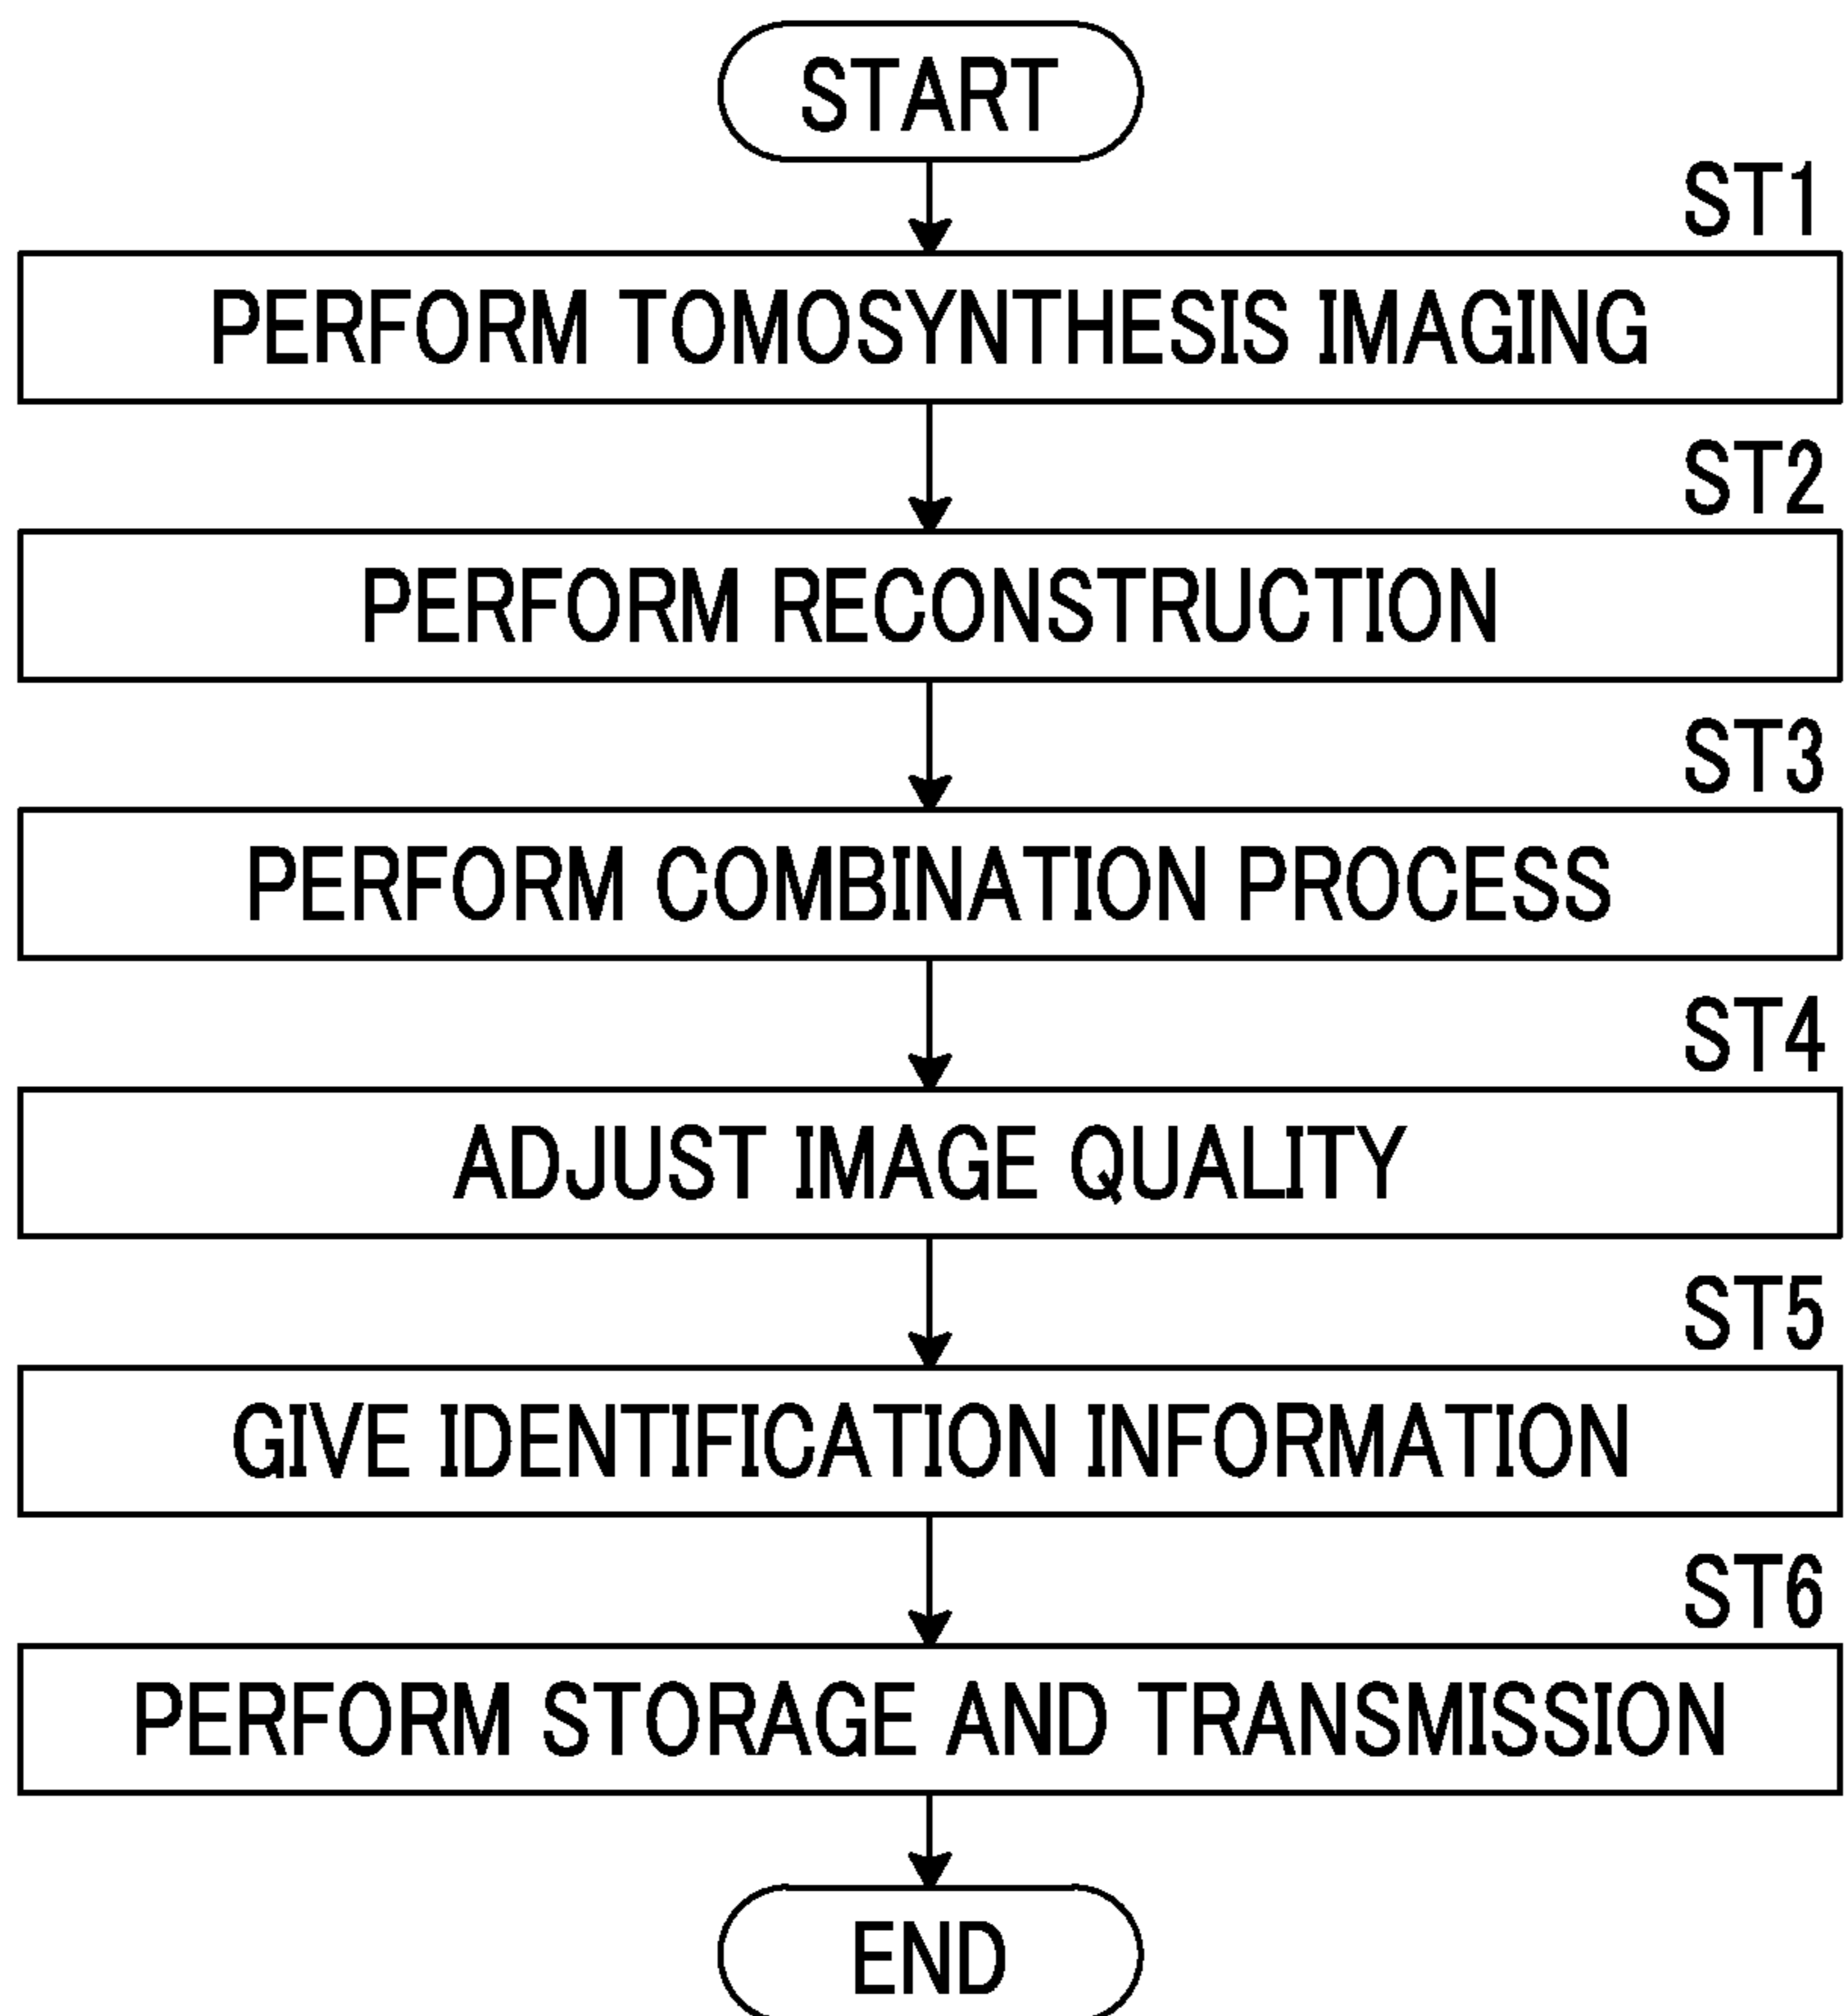 START
ST1
PERFORM TOMOSYNTHESIS IMAGING
ST2
PERFORM RECONSTRUCTION
ST3
PERFORM COMBINATION PROCESS
ST4
ADJUST IMAGE QUALITY
ST5
GIVE IDENTIFICATION INFORMATION
ST6
PERFORM STORAGE AND TRANSMISSION
END